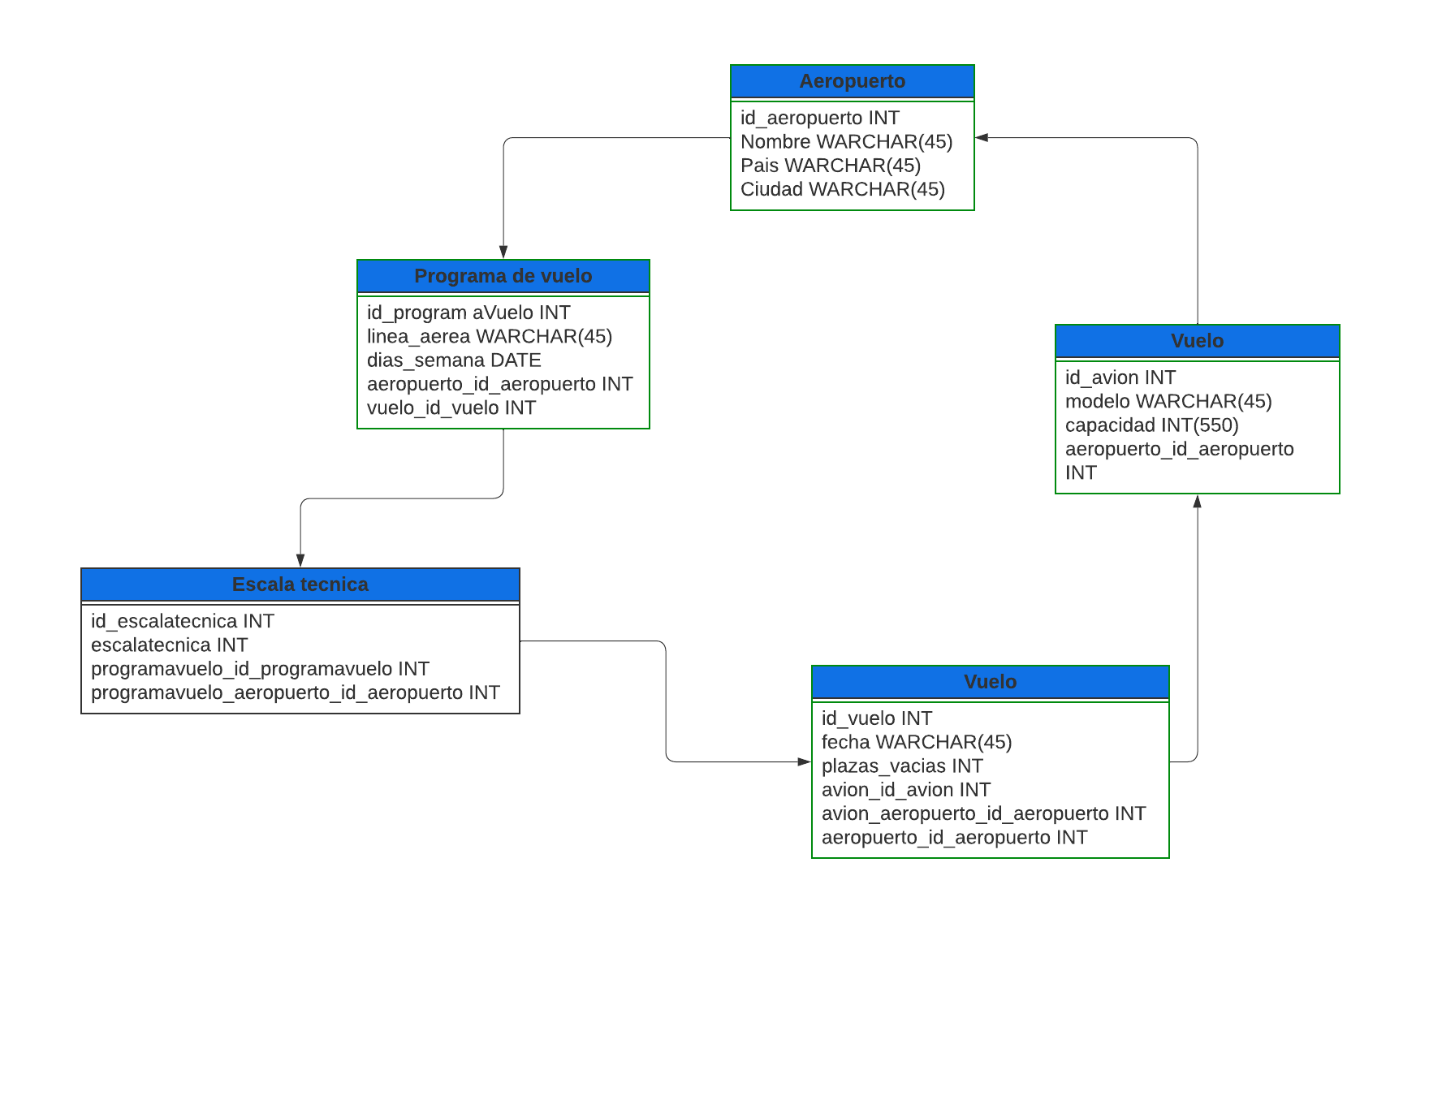 Aeropuerto
id_aeropuerto INT
Nombre WARCHAR(45)
Pais WARCHAR(45)
Ciudad WARCHAR(45)
Programa de vuelo
id_program aVuelo INT
linea_aerea WARCHAR(45)
dias_semana DATE
aeropuerto_id_aeropuerto INT
vuelo_id_vuelo INT
Vuelo
id_avion INT
modelo WARCHAR(45)
capacidad INT(550)
aeropuerto_id_aeropuerto
INT
Escala tecnica
id_escalatecnica INT
escalatecnica INT
programavuelo_id_programavuelo INT
programavuelo_aeropuerto_id_aeropuerto INT
Vuelo
id_vuelo INT
fecha WARCHAR(45)
plazas_vacias INT
avion_id_avion INT
avion_aeropuerto_id_aeropuerto INT
aeropuerto_id_aeropuerto INT